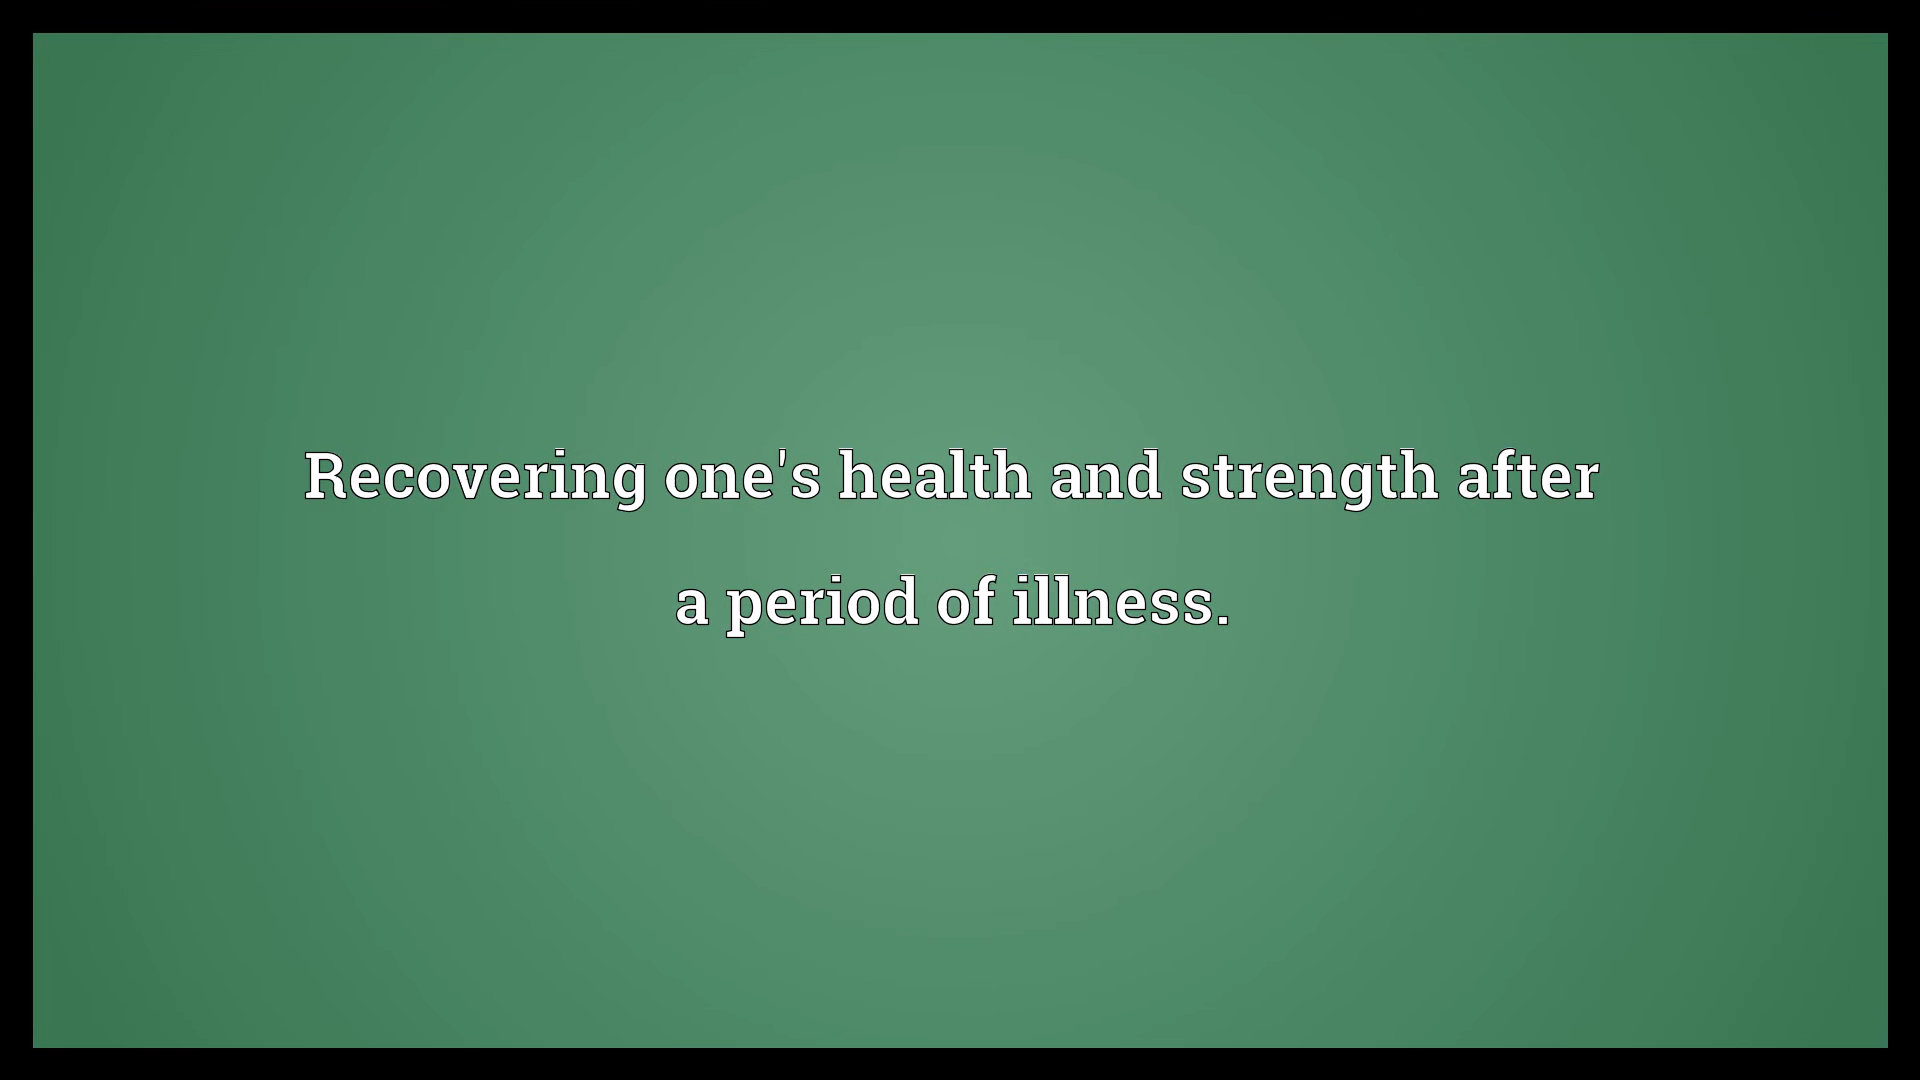 Recovering one's health and strength after
a period of illness.